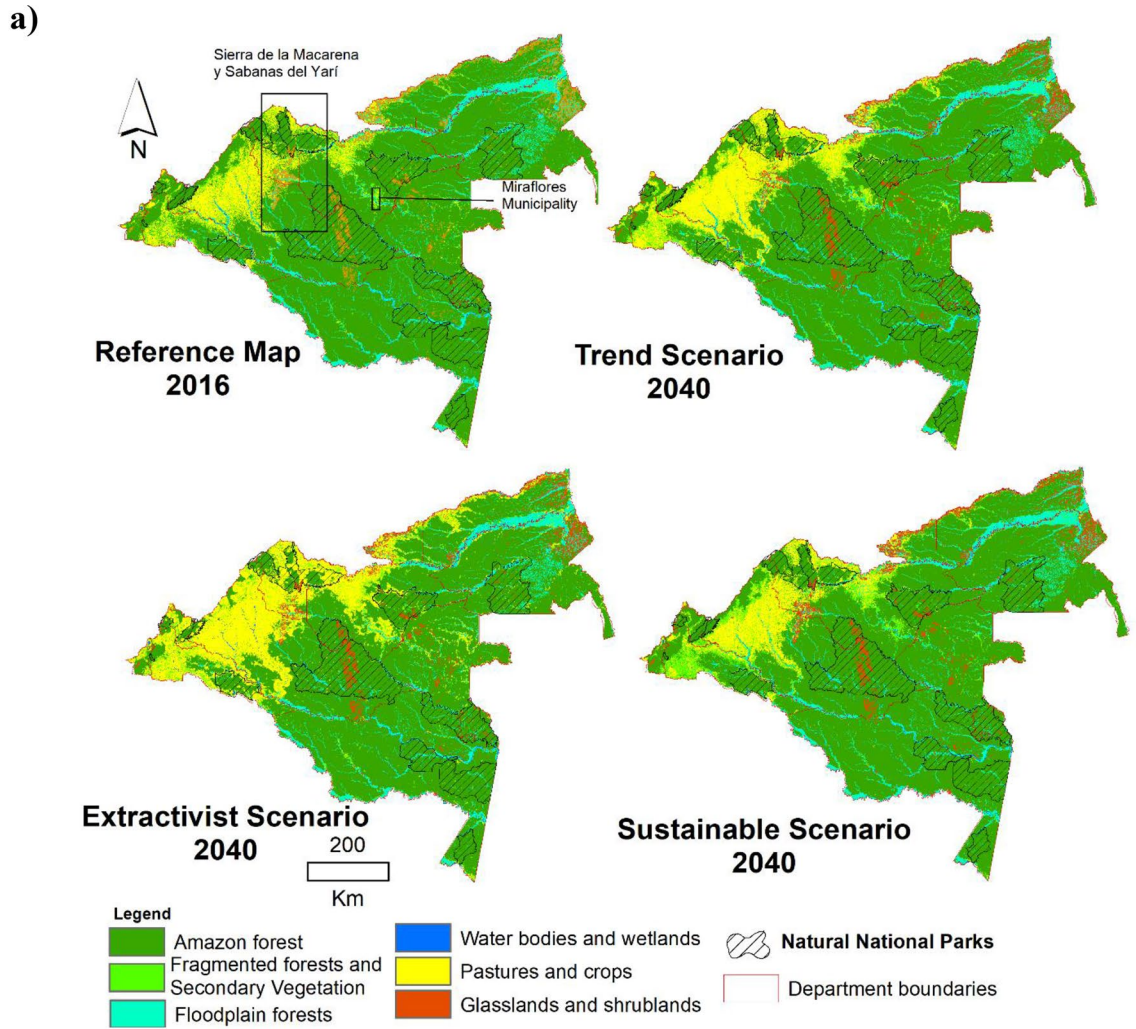 a)
Sierra de la Macarena
y Sabanas del Yarí
N
Miraflores
Municipality
Reference Map
2016
Trend Scenario
2040
Extractivist Scenario
2040
200
Km
Sustainable Scenario
2040
Legend
Amazon forest
Fragmented forests and
Secondary Vegetation
Floodplain forests
Water bodies and wetlands
Pastures and crops
Glasslands and shrublands
Natural National Parks
Department boundaries